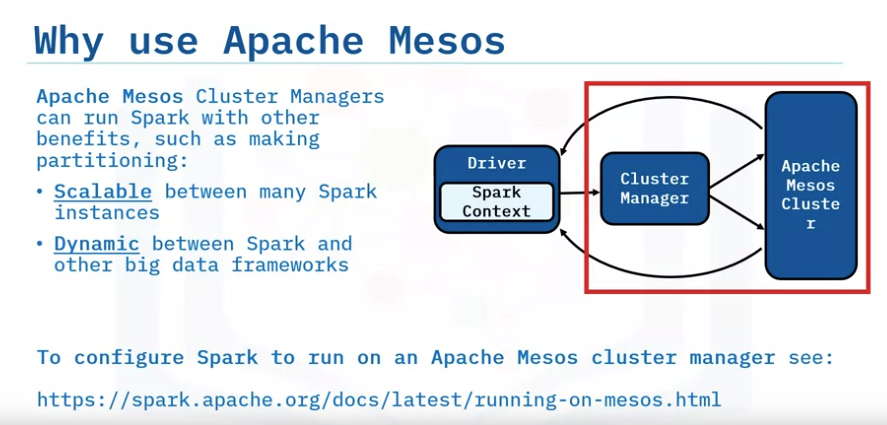 Why use Apache Mesos
Apache Mesos Cluster Managers
can run Spark with other
benefits, such as making
partitioning:
• Scalable between many Spark
instances
• Dynamic between Spark and
other big data frameworks
Driver
Spark
Context
Cluster
Manager
Apache
Mesos
Cluste
r
To configure Spark to run on an Apache Mesos cluster manager see:
https://spark.apache.org/docs/latest/running-on-mesos.html